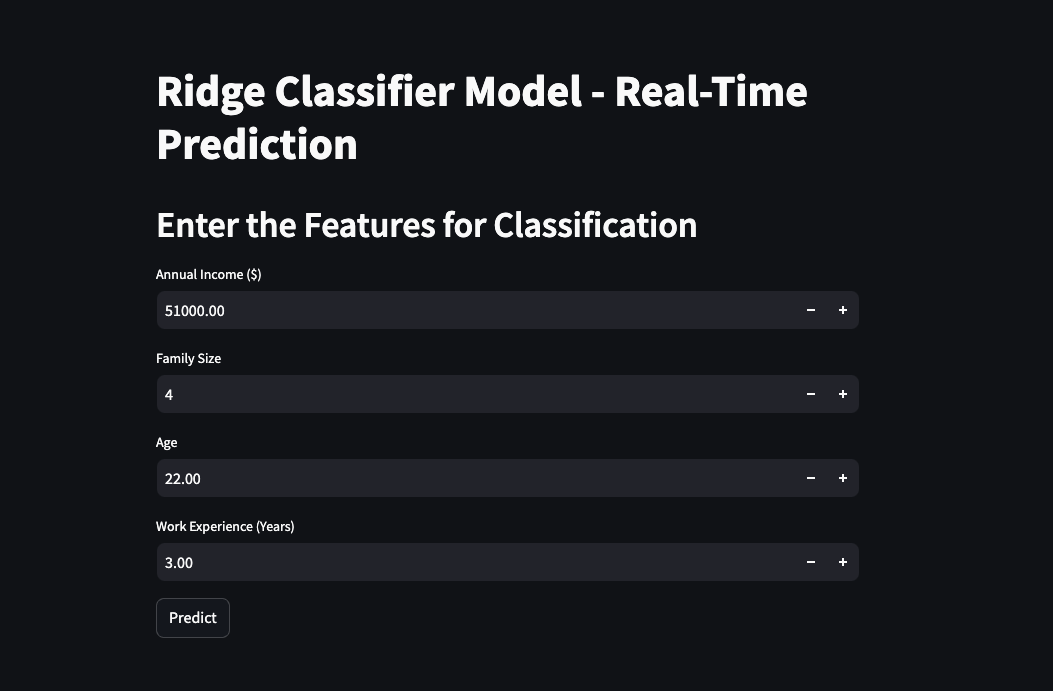 Ridge Classifier Model - Real-Time
Prediction
Enter the Features for Classification
Annual Income ($)
51000.00
Family Size
4
Age
22.00
Work Experience (Years)
3.00
Predict